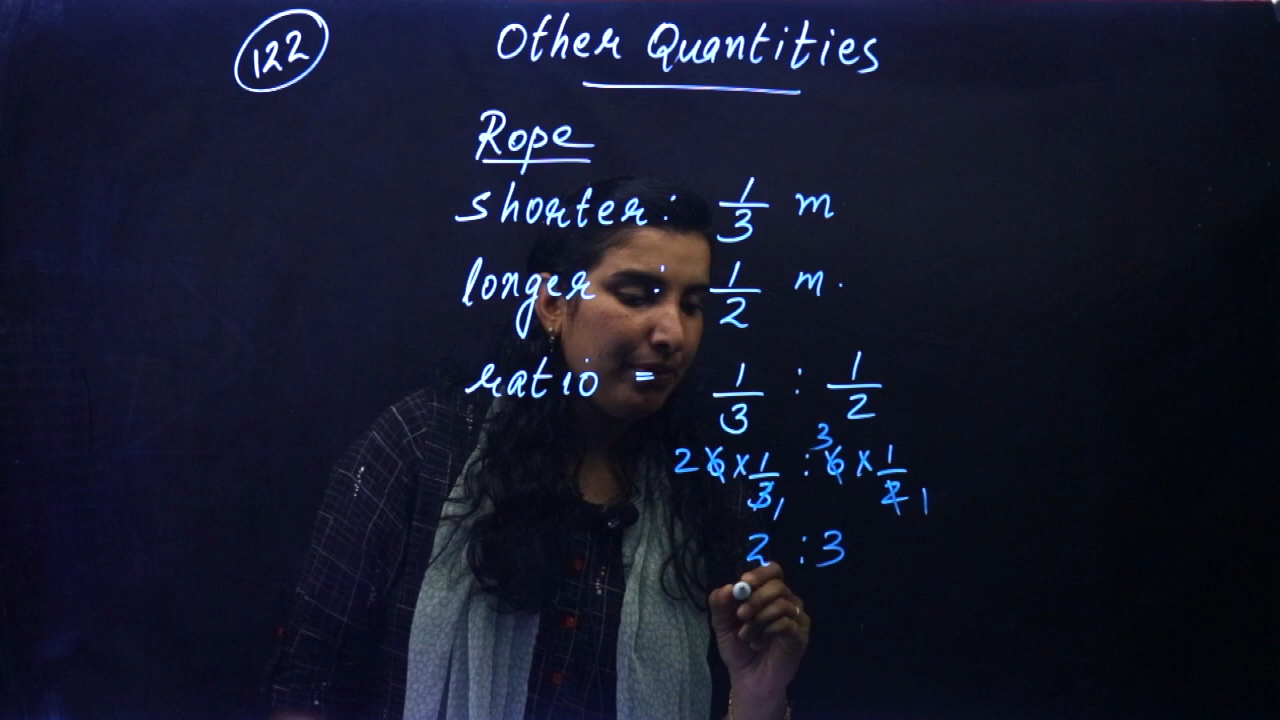 122
Other Quantities
Rope
shorter : 1/3 m
longer : 1/2 m.
ratio = 1/3 : 1/2
2 6 × 1/3 1 : 3 6 × 1/2 1
2 : 3